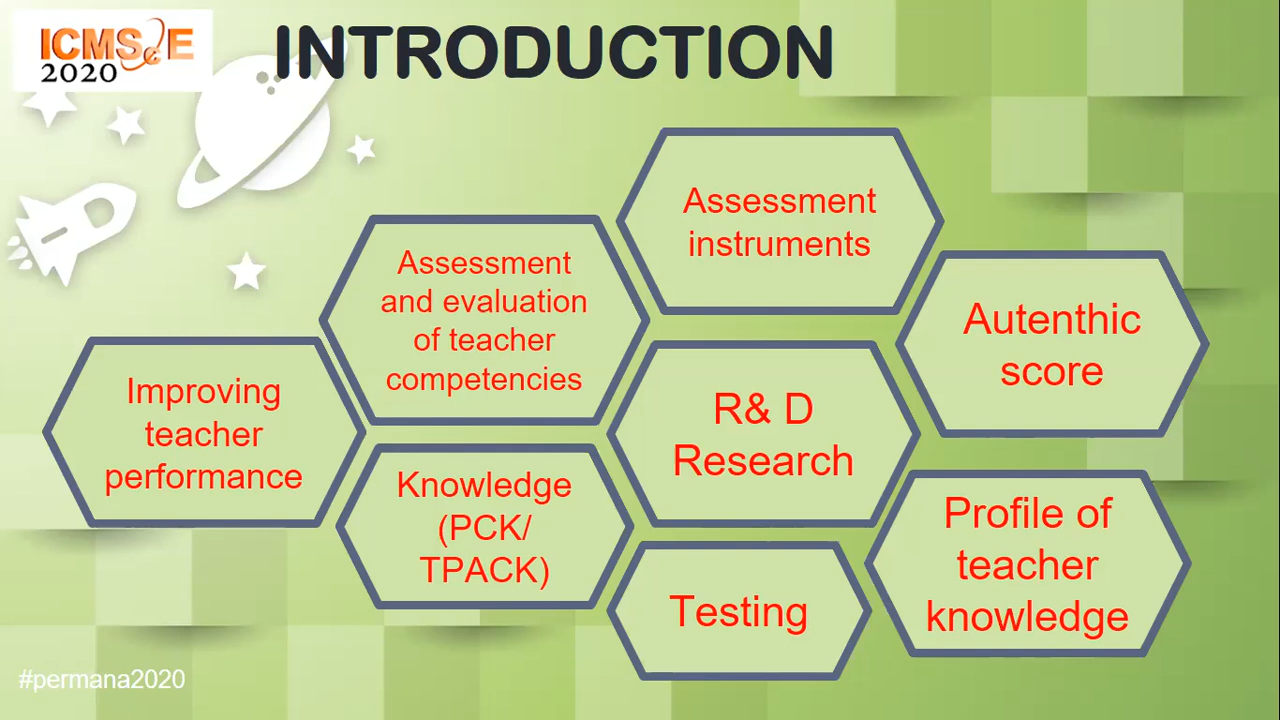 ICMScE
2020
INTRODUCTION
Assessment
instruments
Assessment
and evaluation
of teacher
competencies
Autenthic
score
Improving
teacher
performance
R& D
Research
Knowledge
(PCK/
TPACK)
Profile of
teacher
knowledge
Testing
#permana2020